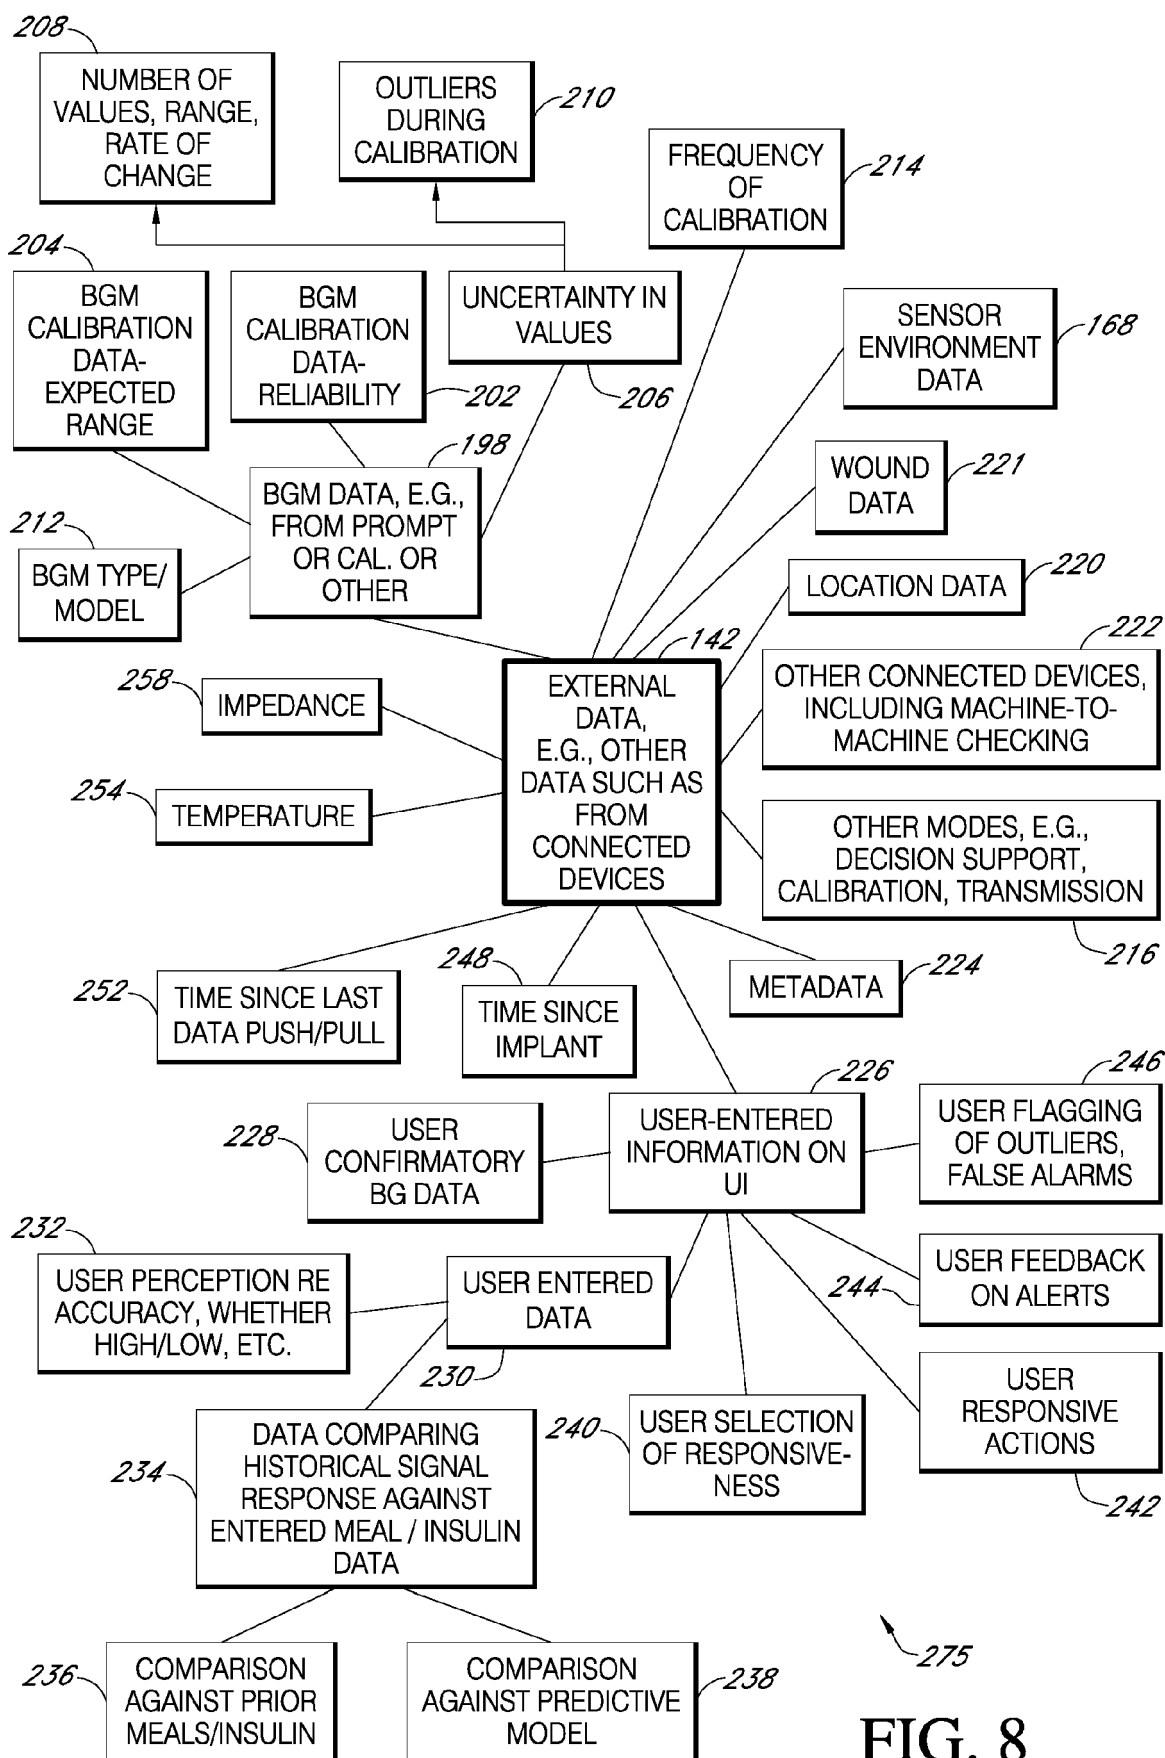 208
NUMBER OF
VALUES, RANGE,
RATE OF
CHANGE
OUTLIERS
DURING
CALIBRATION
210
FREQUENCY
OF
CALIBRATION
214
204
BGM
CALIBRATION
DATA-
EXPECTED
RANGE
BGM
CALIBRATION
DATA-
RELIABILITY
202
UNCERTAINTY IN
VALUES
206
SENSOR
ENVIRONMENT
DATA
168
198
BGM DATA, E.G.,
FROM PROMPT
OR CAL. OR
OTHER
WOUND
DATA
221
212
BGM TYPE/
MODEL
LOCATION DATA
220
142
EXTERNAL
DATA,
E.G., OTHER
DATA SUCH AS
FROM
CONNECTED
DEVICES
222
OTHER CONNECTED DEVICES,
INCLUDING MACHINE-TO-
MACHINE CHECKING
258
IMPEDANCE
254
TEMPERATURE
OTHER MODES, E.G.,
DECISION SUPPORT,
CALIBRATION, TRANSMISSION
216
252
TIME SINCE LAST
DATA PUSH/PULL
248
TIME SINCE
IMPLANT
METADATA
224
226
USER-ENTERED
INFORMATION ON
UI
246
USER FLAGGING
OF OUTLIERS,
FALSE ALARMS
228
USER
CONFIRMATORY
BG DATA
232
USER PERCEPTION RE
ACCURACY, WHETHER
HIGH/LOW, ETC.
USER ENTERED
DATA
230
USER FEEDBACK
ON ALERTS
244
234
DATA COMPARING
HISTORICAL SIGNAL
RESPONSE AGAINST
ENTERED MEAL / INSULIN
DATA
240
USER SELECTION
OF RESPONSIVE-
NESS
USER
RESPONSIVE
ACTIONS
242
236
COMPARISON
AGAINST PRIOR
MEALS/INSULIN
COMPARISON
AGAINST PREDICTIVE
MODEL
238
275
FIG. 8